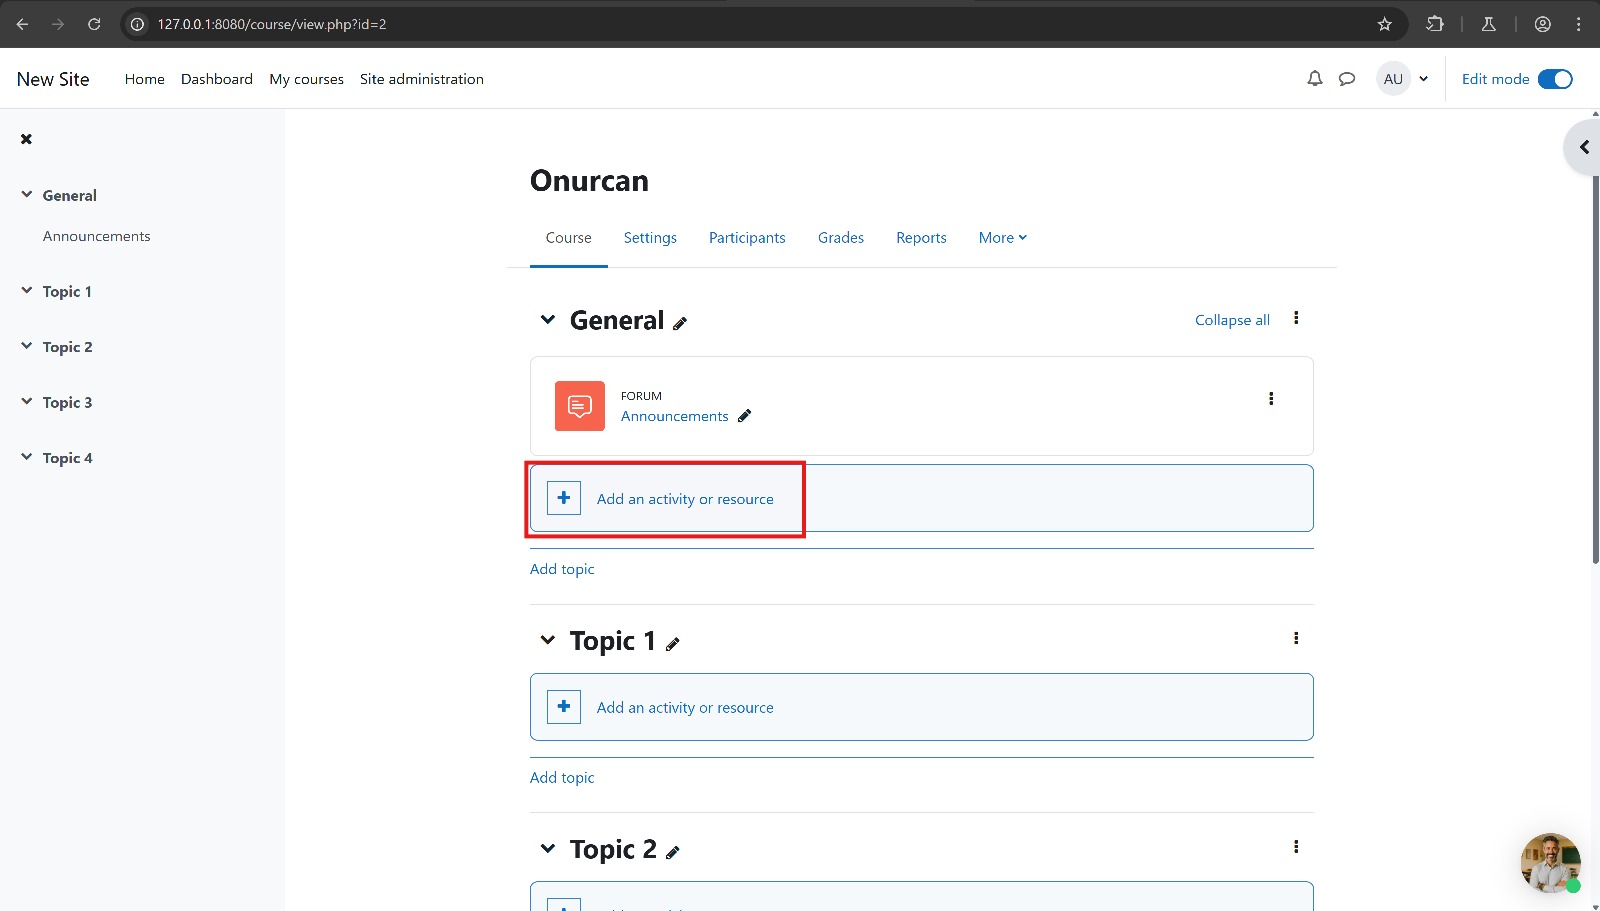 127.0.0.1:8080/course/view.php?id=2
New Site Home Dashboard My courses Site administration AU Edit mode
General
Announcements
Topic 1
Topic 2
Topic 3
Topic 4
Onurcan
Course Settings Participants Grades Reports More
General Collapse all
FORUM
Announcements
Add an activity or resource
Add topic
Topic 1
Add an activity or resource
Add topic
Topic 2